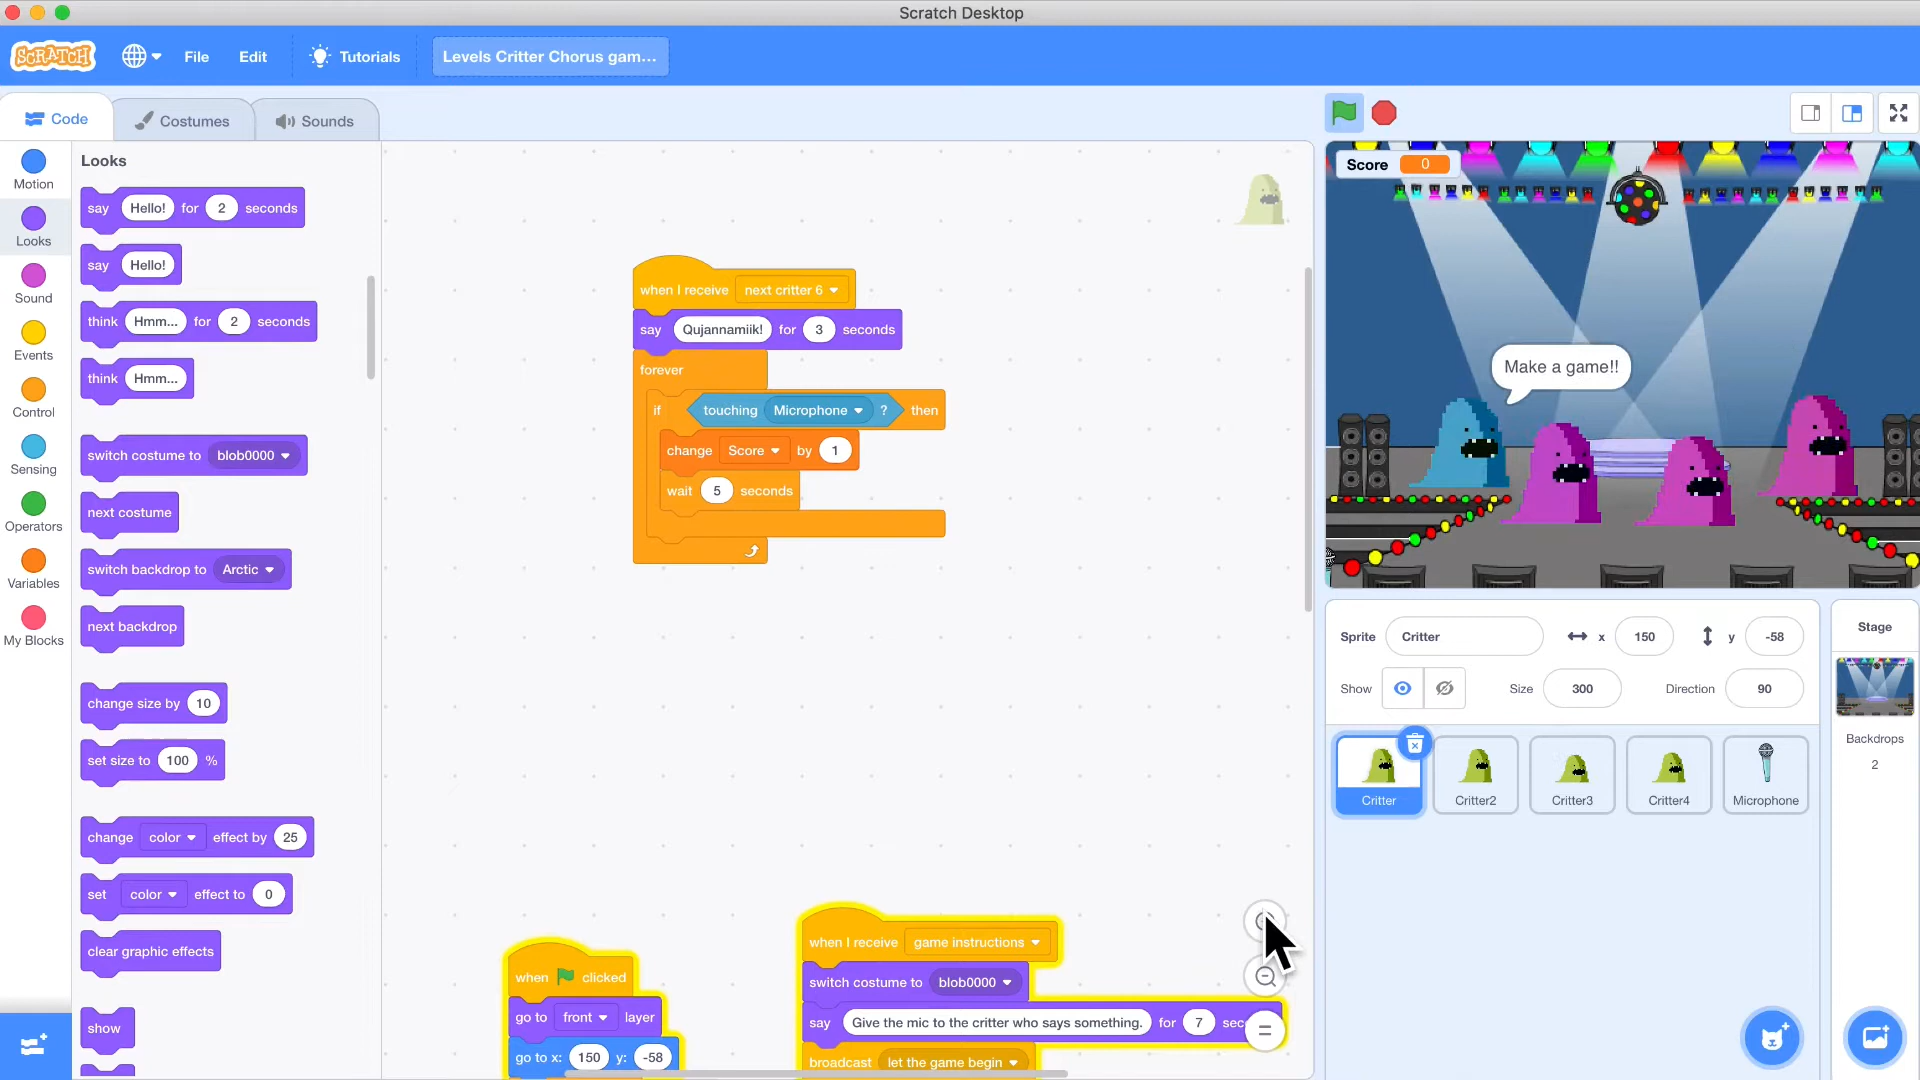 Scratch Desktop
SCRATCH
File
Edit
Tutorials
Levels Critter Chorus gam...
Code
Costumes
Sounds
Motion
Looks
Sound
Events
Control
Sensing
Operators
Variables
My Blocks
Looks
say Hello! for 2 seconds
say Hello!
think Hmm... for 2 seconds
think Hmm...
switch costume to blob0000
next costume
switch backdrop to Arctic
next backdrop
change size by 10
set size to 100 %
change color effect by 25
set color effect to 0
clear graphic effects
show
when I receive next critter 6
say Qujannamiik! for 3 seconds
forever
if touching Microphone ? then
change Score by 1
wait 5 seconds
when clicked
go to front layer
go to x: 150 y: -58
when I receive game instructions
switch costume to blob0000
say Give the mic to the critter who says something. for 7 sec
broadcast let the game begin
Score 0
Make a game!!
Sprite Critter x 150 y -58
Show Size 300 Direction 90
Critter
Critter2
Critter3
Critter4
Microphone
Stage
Backdrops
2